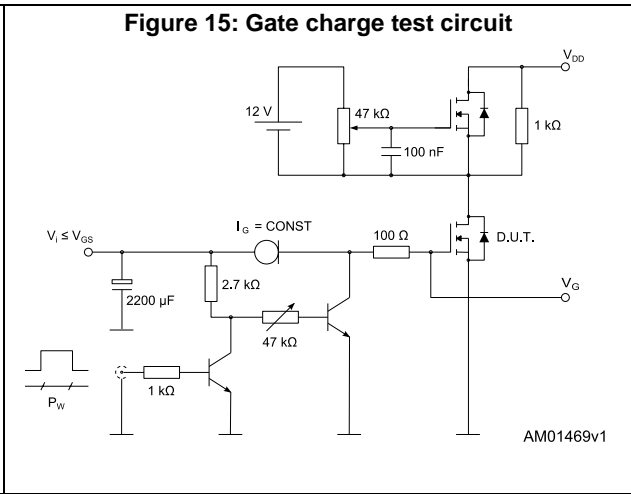 Figure 15: Gate charge test circuit
V_DD
12 V
47 kΩ
1 kΩ
100 nF
V_i ≤ V_GS
I_G = CONST
100 Ω
D.U.T.
2.7 kΩ
2200 μF
V_G
47 kΩ
1 kΩ
P_W
AM01469v1